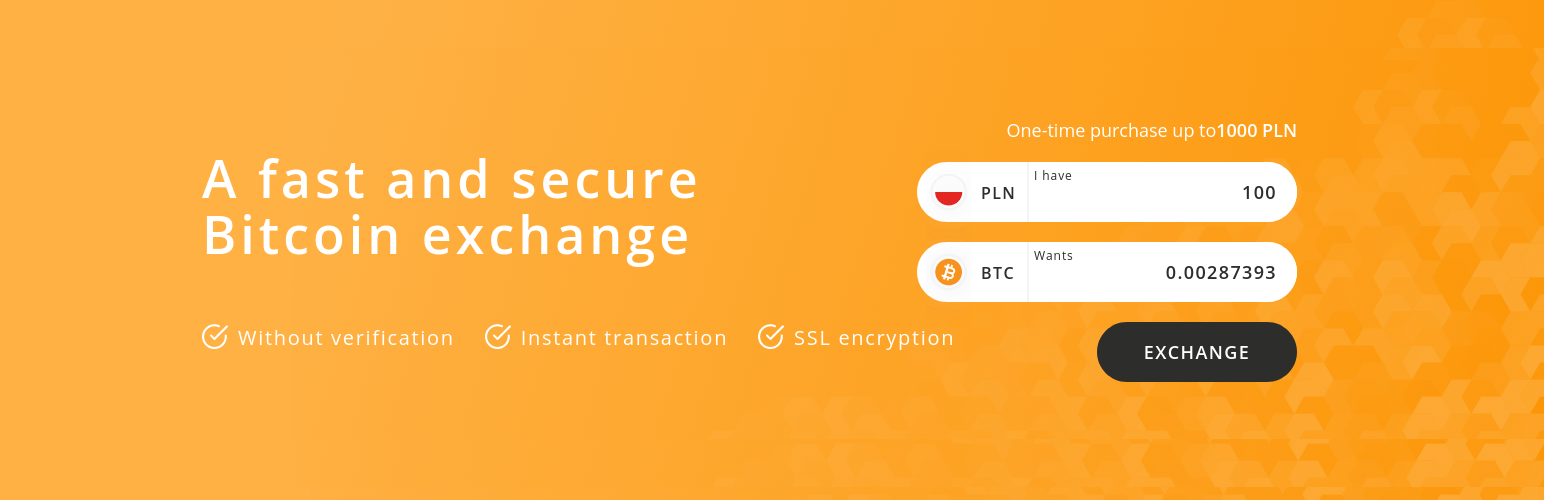 A fast and secure
Bitcoin exchange
Without verification
Instant transaction
SSL encryption
One-time purchase up to1000 PLN
PLN
I have
100
BTC
Wants
0.00287393
EXCHANGE